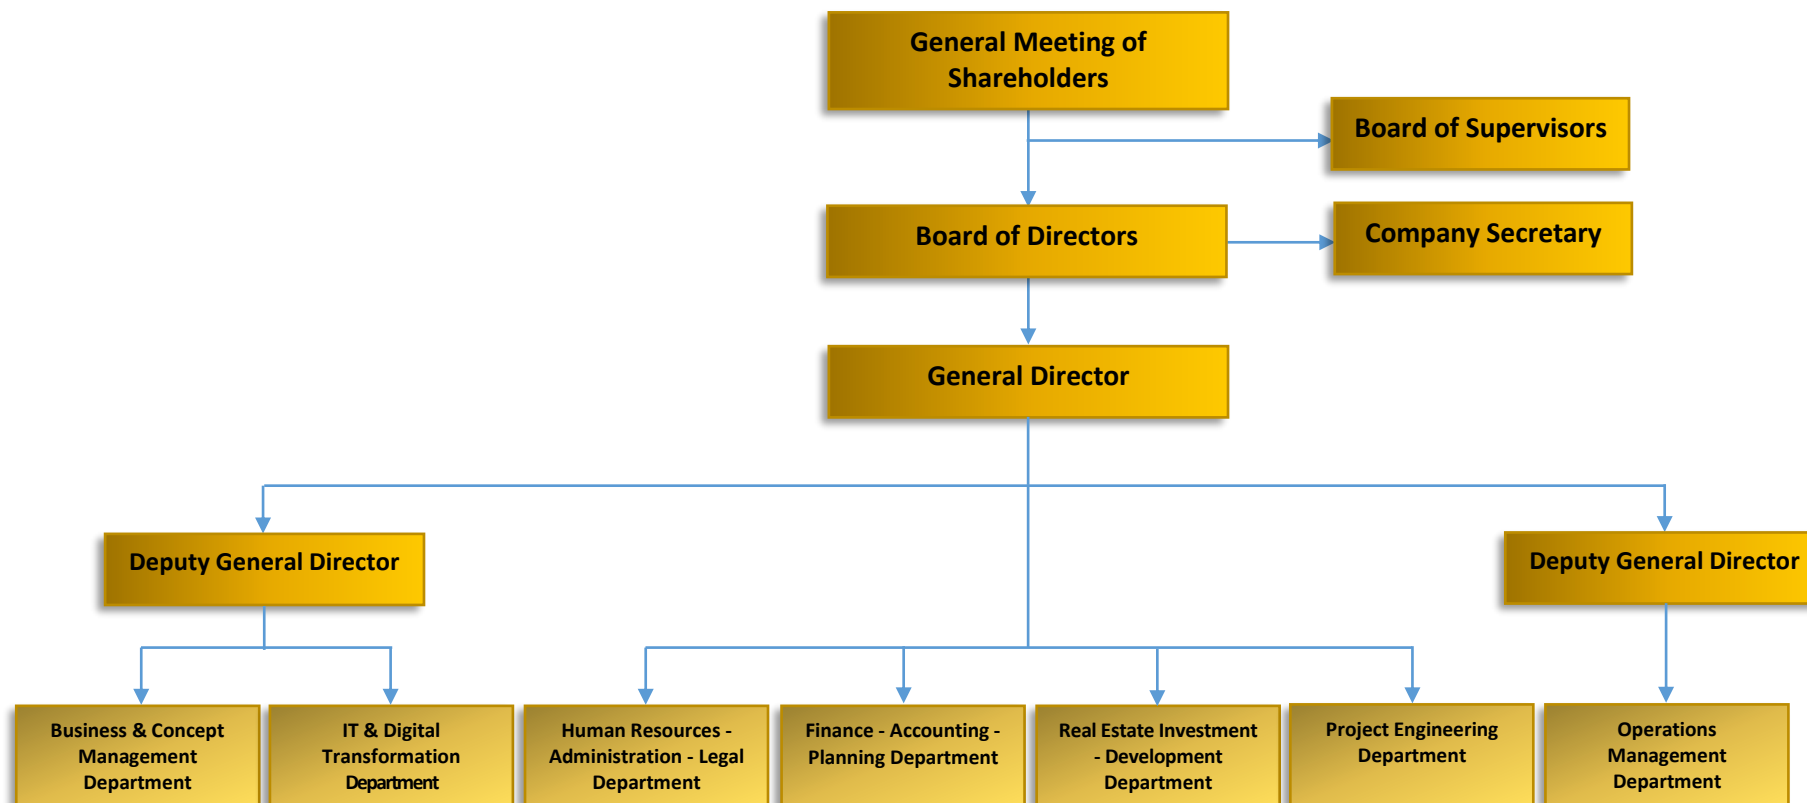 General Meeting of
Shareholders
Board of Supervisors
Board of Directors
Company Secretary
General Director
Deputy General Director
Deputy General Director
Business & Concept
Management
Department
IT & Digital
Transformation
Department
Human Resources -
Administration - Legal
Department
Finance - Accounting -
Planning Department
Real Estate Investment
- Development
Department
Project Engineering
Department
Operations
Management
Department